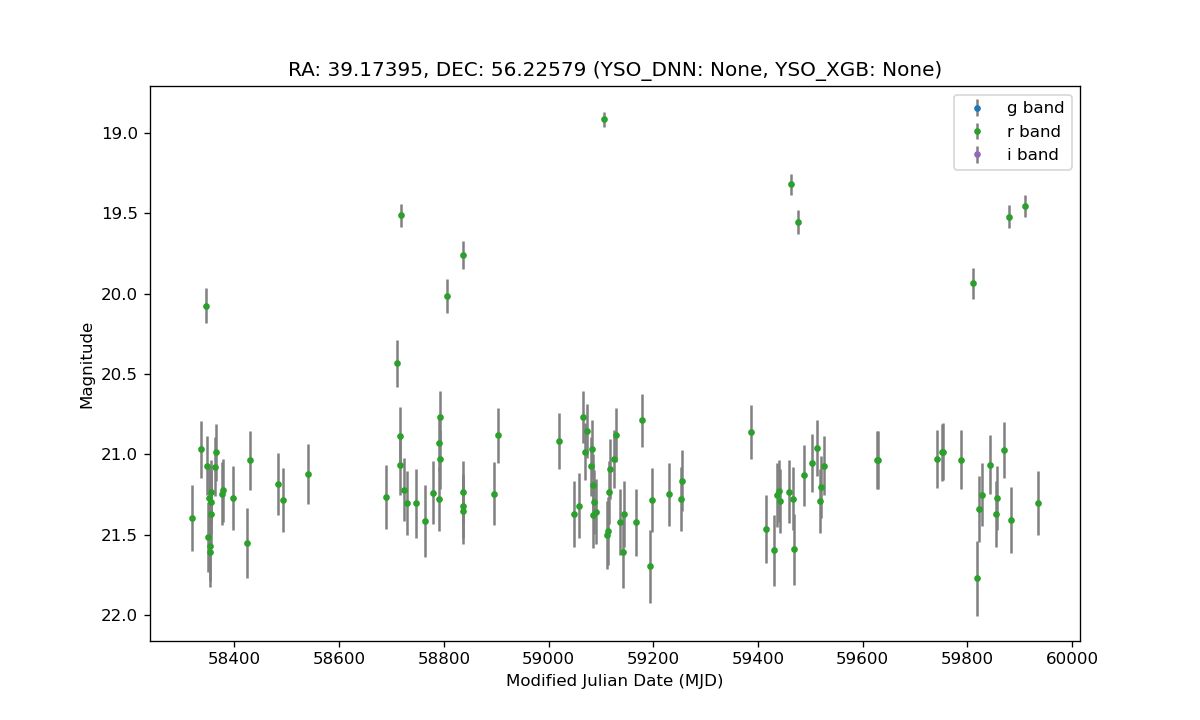 RA: 39.17395, DEC: 56.22579 (YSO_DNN: None, YSO_XGB: None)
g band
r band
i band
19.0
19.5
20.0
20.5
21.0
21.5
22.0
Magnitude
58400
58600
58800
59000
59200
59400
59600
59800
60000
Modified Julian Date (MJD)